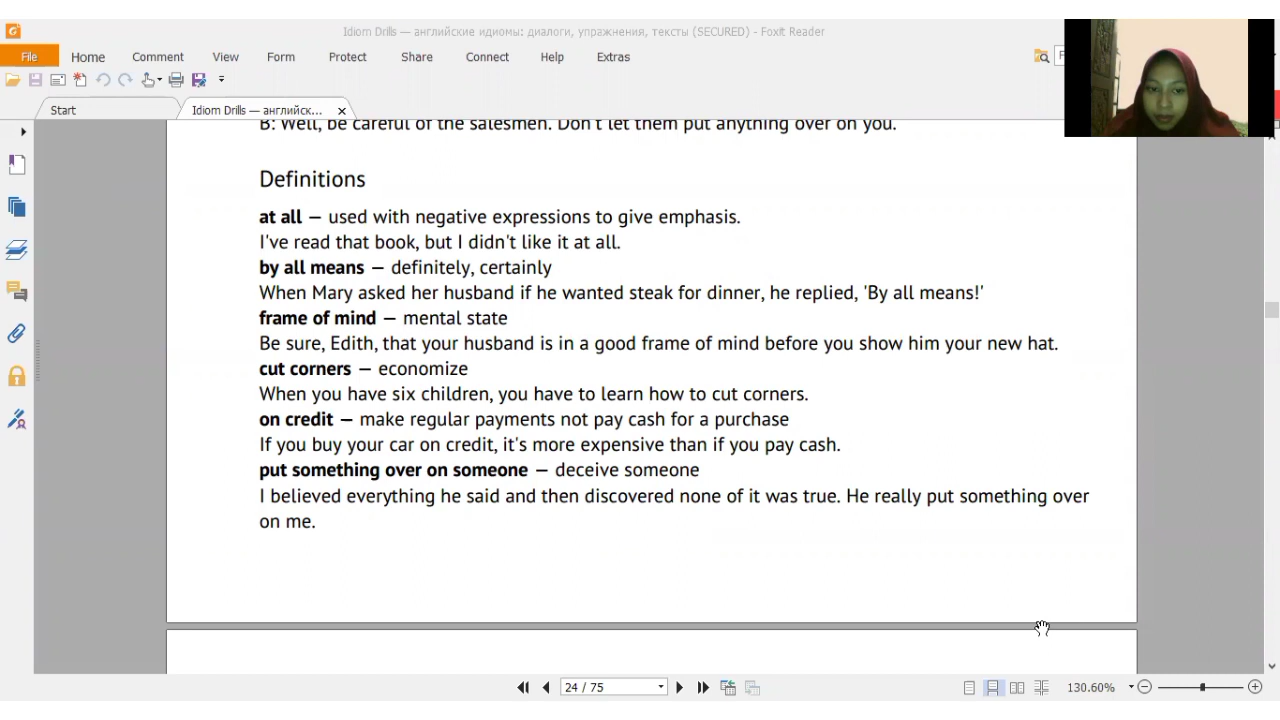 Idiom Drills — английские идиомы: диалоги, упражнения, тексты (SECURED) - Foxit Reader
File Home Comment View Form Protect Share Connect Help Extras
Start Idiom Drills — английск...
B: Well, be careful of the salesmen. Don't let them put anything over on you.
Definitions
at all — used with negative expressions to give emphasis.
I've read that book, but I didn't like it at all.
by all means — definitely, certainly
When Mary asked her husband if he wanted steak for dinner, he replied, 'By all means!'
frame of mind — mental state
Be sure, Edith, that your husband is in a good frame of mind before you show him your new hat.
cut corners — economize
When you have six children, you have to learn how to cut corners.
on credit — make regular payments not pay cash for a purchase
If you buy your car on credit, it's more expensive than if you pay cash.
put something over on someone — deceive someone
I believed everything he said and then discovered none of it was true. He really put something over
on me.
24 / 75 130.60%